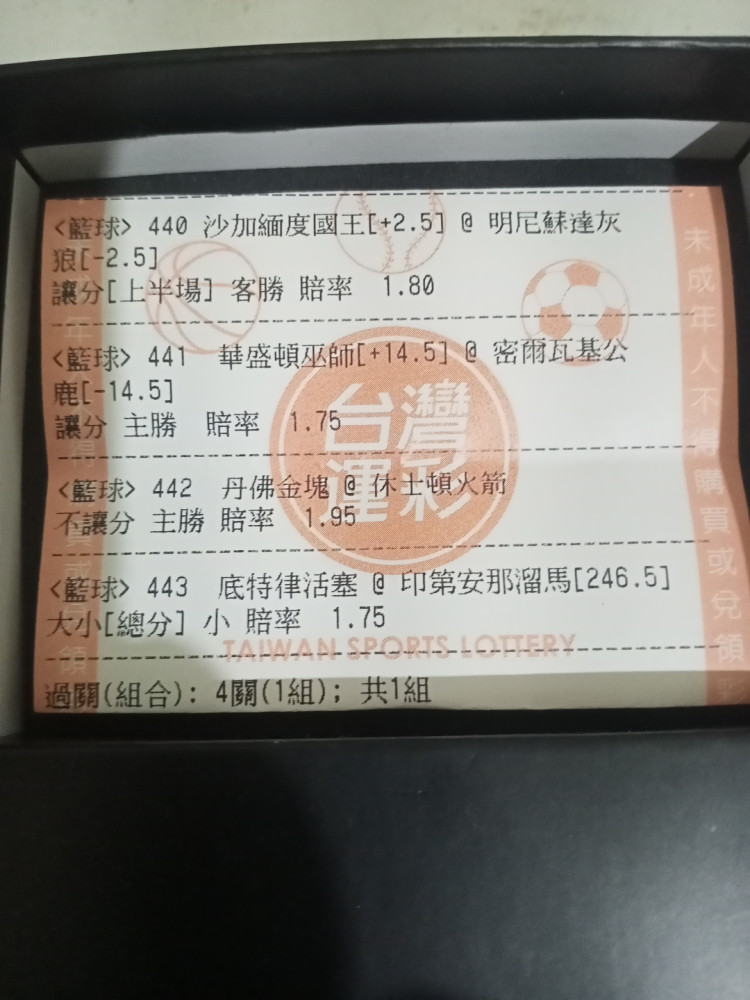 <籃球> 440 沙加緬度國王[+2.5] @ 明尼蘇達灰
狼[-2.5]
讓分[上半場] 客勝 賠率 1.80
<籃球> 441 華盛頓巫師[+14.5] @ 密爾瓦基公
鹿[-14.5]
讓分 主勝 賠率 1.75
<籃球> 442 丹佛金塊 @ 休士頓火箭
不讓分 主勝 賠率 1.95
<籃球> 443 底特律活塞 @ 印第安那溜馬[246.5]
大小[總分] 小 賠率 1.75
過關(組合): 4關(1組); 共1組
台灣
運彩
TAIWAN SPORTS LOTTERY
未成年人不得購買或兌領